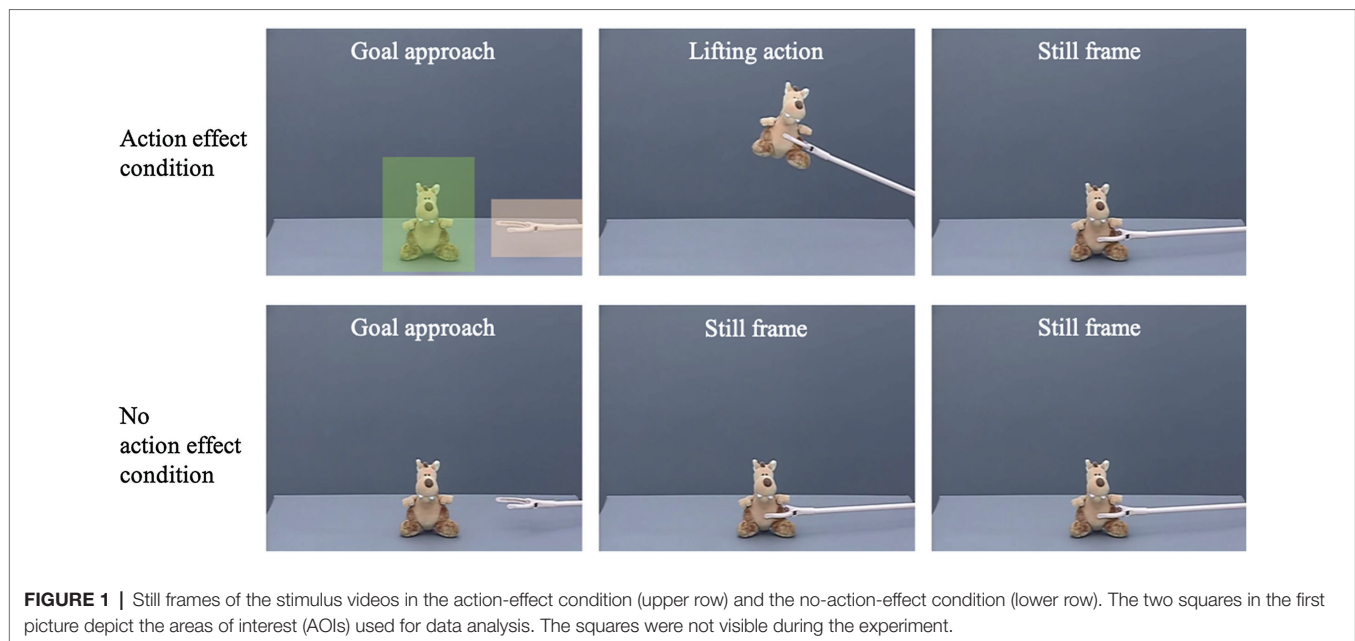 Goal approach
Lifting action
Still frame
Action effect
condition
Goal approach
Still frame
Still frame
No
action effect
condition
FIGURE 1 | Still frames of the stimulus videos in the action-effect condition (upper row) and the no-action-effect condition (lower row). The two squares in the first
picture depict the areas of interest (AOIs) used for data analysis. The squares were not visible during the experiment.